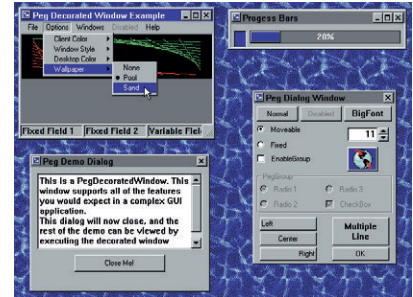 Peg Decorated Window Example
File Options Windows Disabled Help
Client Color
Window Style
Desktop Color
Wallpaper
None
Pool
Sand
Fixed Field 1 Fixed Field 2 Variable Fiel
Progess Bars
20%
Peg Dialog Window
Normal Disabled BigFont
Moveable
11
Fixed
EnableGroup
PegGroup
Radio 1 Radio 3
Radio 2 CheckBox
Left
Center
Right
Multiple
Line
OK
Peg Demo Dialog
This is a PegDecoratedWindow. This
window supports all of the features
you would expect in a complex GUI
application.
This dialog will now close, and the
rest of the demo can be viewed by
executing the decorated window
Close Me!